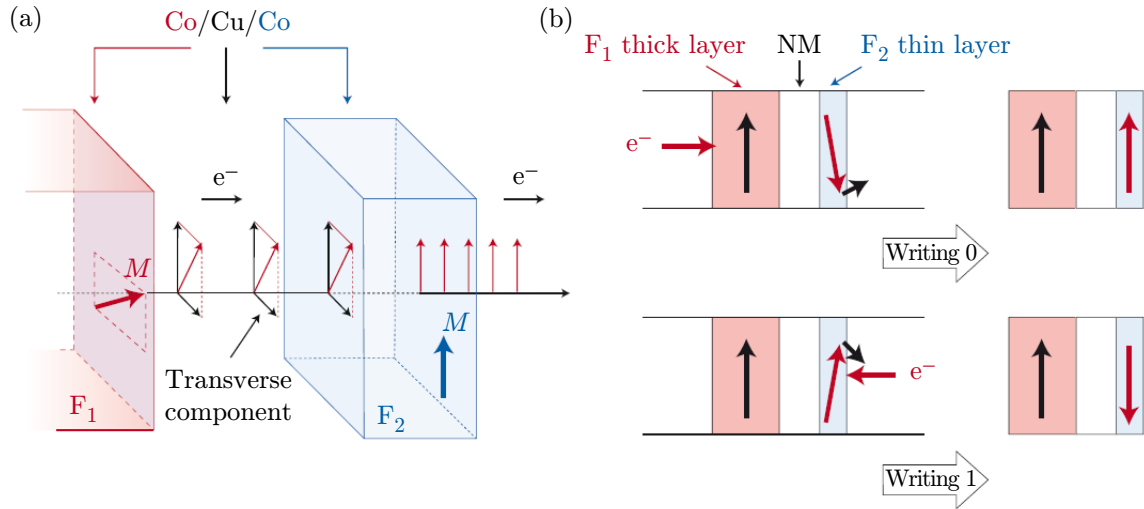 (a)
Co/Cu/Co
e⁻
e⁻
M
M
Transverse
component
F₁
F₂
(b)
F₁ thick layer
NM
F₂ thin layer
e⁻
Writing 0
e⁻
Writing 1